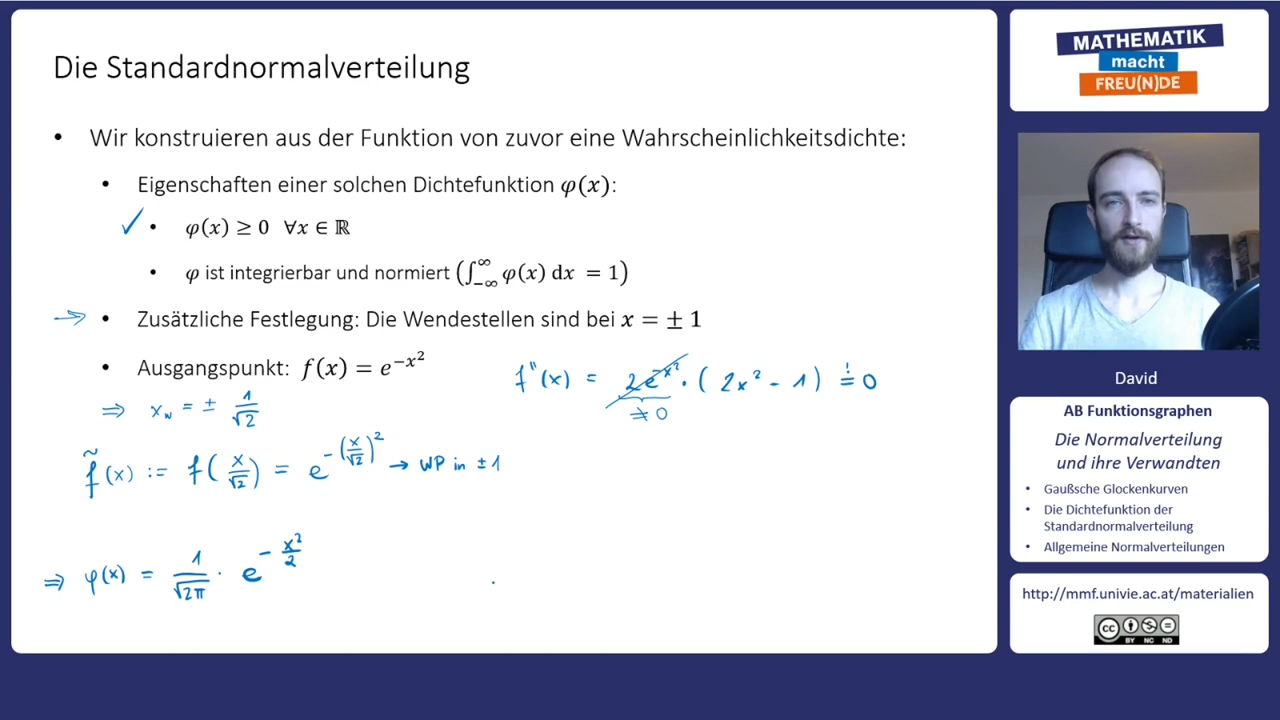 Die Standardnormalverteilung
• Wir konstruieren aus der Funktion von zuvor eine Wahrscheinlichkeitsdichte:
• Eigenschaften einer solchen Dichtefunktion φ(x):
✓ • φ(x) ≥ 0 ∀x ∈ ℝ
• φ ist integrierbar und normiert (∫_{-∞}^{∞} φ(x) dx = 1)
→ • Zusätzliche Festlegung: Die Wendestellen sind bei x = ± 1
• Ausgangspunkt: f(x) = e^{-x²}
f''(x) = 2e^{-x²} · (2x² - 1) =! 0
≠ 0
⇒ x_W = ± 1/√2
f̃(x) := f(x/√2) = e^{-(x/√2)²} → WP in ±1
⇒ φ(x) = 1/√2π · e^{-x²/2}
MATHEMATIK
macht
FREU(N)DE
David
AB Funktionsgraphen
Die Normalverteilung
und ihre Verwandten
• Gaußsche Glockenkurven
• Die Dichtefunktion der
Standardnormalverteilung
• Allgemeine Normalverteilungen
http://mmf.univie.ac.at/materialien
cc BY NC ND